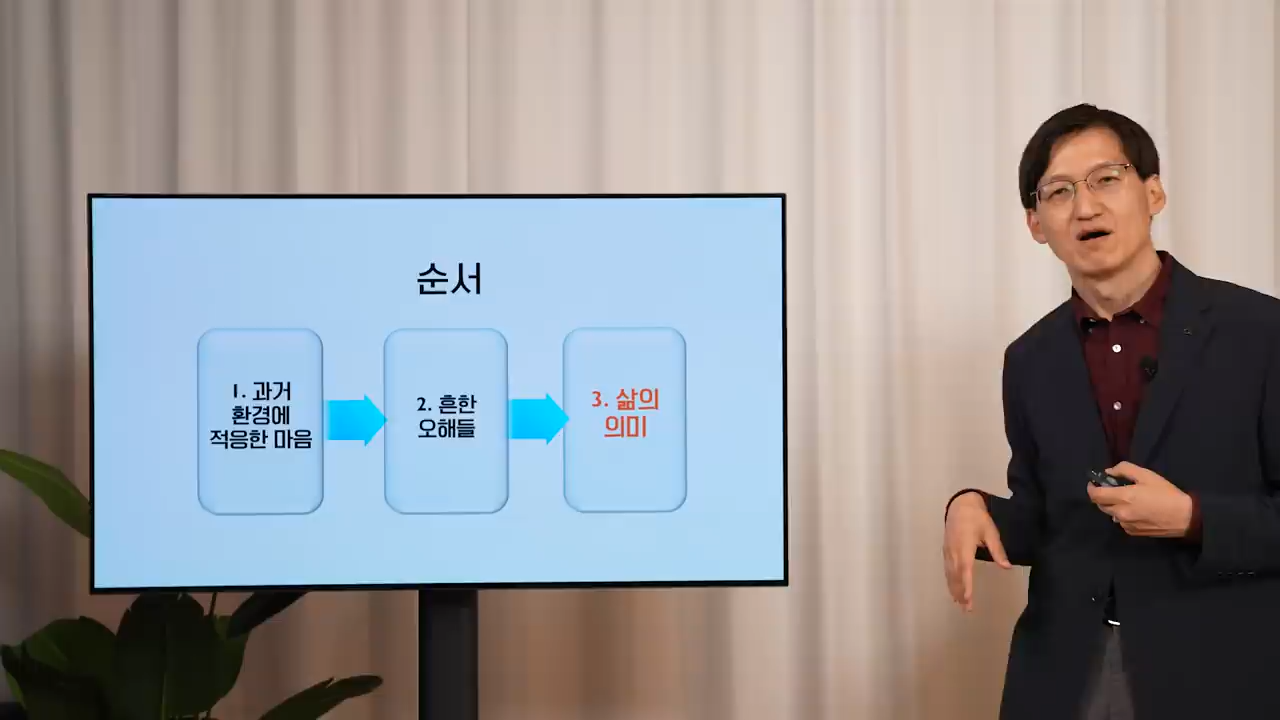 순서
1. 과거
환경에
적응한 마음
2. 흔한
오해들
3. 삶의
의미